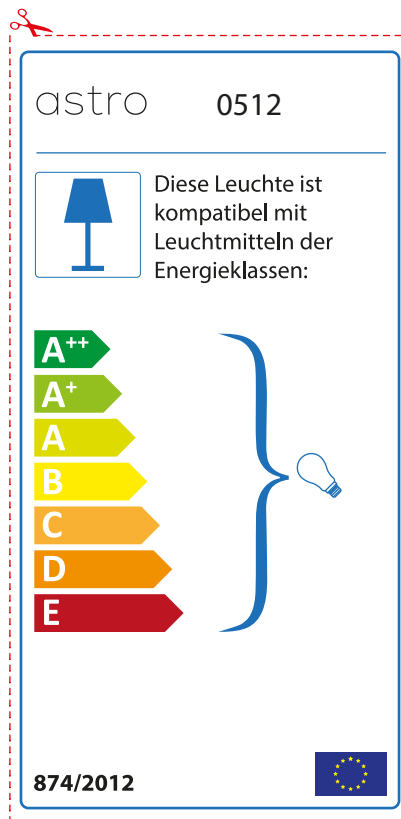 astro 0512
Diese Leuchte ist
kompatibel mit
Leuchtmitteln der
Energieklassen:
A++
A+
A
B
C
D
E
874/2012